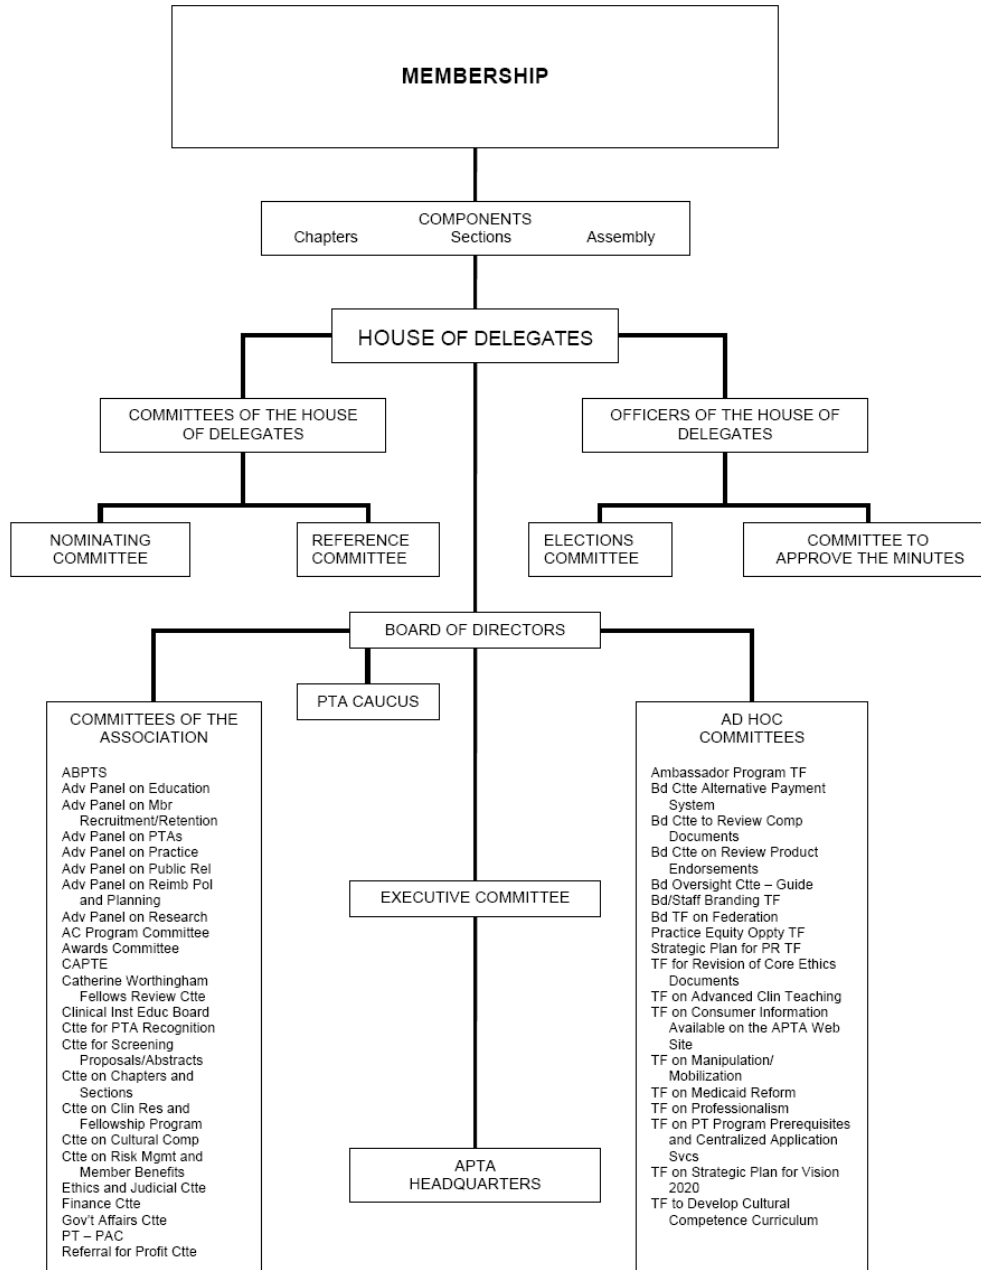 MEMBERSHIP
COMPONENTS
Chapters Sections Assembly
HOUSE OF DELEGATES
COMMITTEES OF THE HOUSE
OF DELEGATES
OFFICERS OF THE HOUSE OF
DELEGATES
NOMINATING
COMMITTEE
REFERENCE
COMMITTEE
ELECTIONS
COMMITTEE
COMMITTEE TO
APPROVE THE MINUTES
BOARD OF DIRECTORS
PTA CAUCUS
COMMITTEES OF THE
ASSOCIATION
ABPTS
Adv Panel on Education
Adv Panel on Mbr
Recruitment/Retention
Adv Panel on PTAs
Adv Panel on Practice
Adv Panel on Public Rel
Adv Panel on Reimb Pol
and Planning
Adv Panel on Research
AC Program Committee
Awards Committee
CAPTE
Catherine Worthingham
Fellows Review Ctte
Clinical Inst Educ Board
Ctte for PTA Recognition
Ctte for Screening
Proposals/Abstracts
Ctte on Chapters and
Sections
Ctte on Clin Res and
Fellowship Program
Ctte on Cultural Comp
Ctte on Risk Mgmt and
Member Benefits
Ethics and Judicial Ctte
Finance Ctte
Gov't Affairs Ctte
PT – PAC
Referral for Profit Ctte
EXECUTIVE COMMITTEE
APTA
HEADQUARTERS
AD HOC
COMMITTEES
Ambassador Program TF
Bd Ctte Alternative Payment
System
Bd Ctte to Review Comp
Documents
Bd Ctte on Review Product
Endorsements
Bd Oversight Ctte – Guide
Bd/Staff Branding TF
Bd TF on Federation
Practice Equity Oppty TF
Strategic Plan for PR TF
TF for Revision of Core Ethics
Documents
TF on Advanced Clin Teaching
TF on Consumer Information
Available on the APTA Web
Site
TF on Manipulation/
Mobilization
TF on Medicaid Reform
TF on Professionalism
TF on PT Program Prerequisites
and Centralized Application
Svcs
TF on Strategic Plan for Vision
2020
TF to Develop Cultural
Competence Curriculum